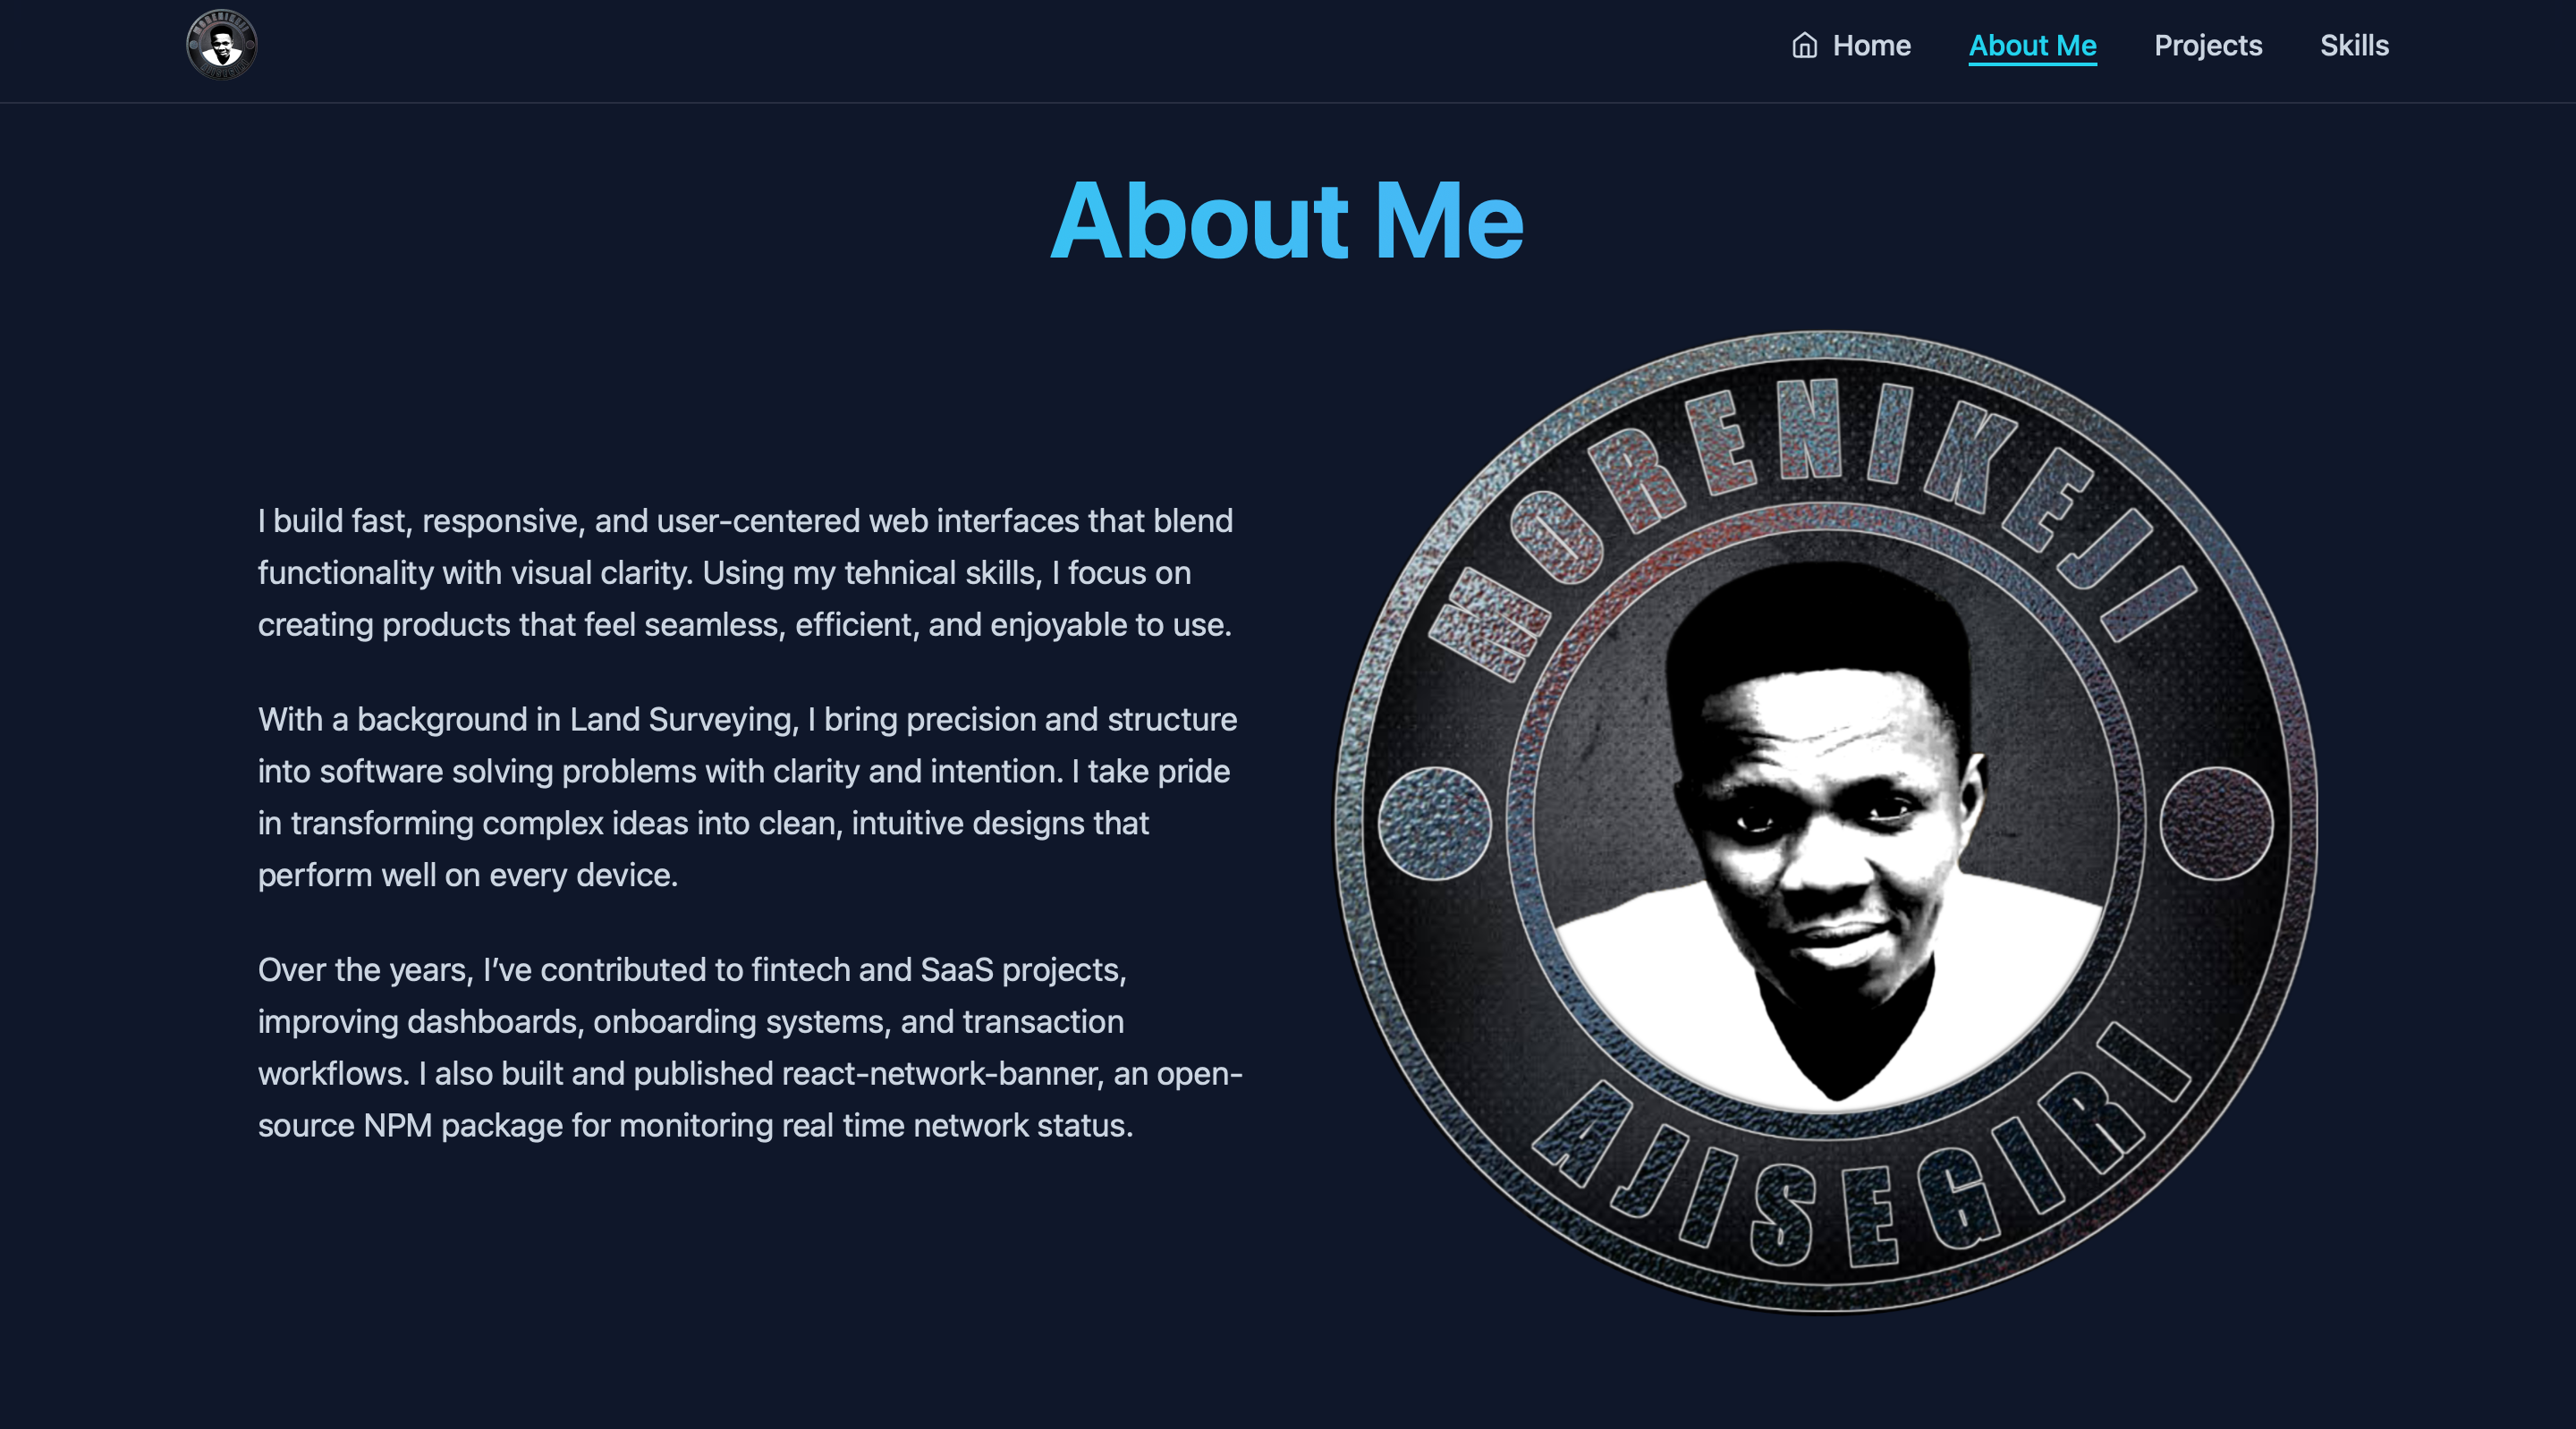 MORENIKEJI
AJISEGIRI
Home
About Me
Projects
Skills
About Me
I build fast, responsive, and user-centered web interfaces that blend
functionality with visual clarity. Using my tehnical skills, I focus on
creating products that feel seamless, efficient, and enjoyable to use.
With a background in Land Surveying, I bring precision and structure
into software solving problems with clarity and intention. I take pride
in transforming complex ideas into clean, intuitive designs that
perform well on every device.
Over the years, I’ve contributed to fintech and SaaS projects,
improving dashboards, onboarding systems, and transaction
workflows. I also built and published react-network-banner, an open-
source NPM package for monitoring real time network status.
MORENIKEJI
AJISEGIRI